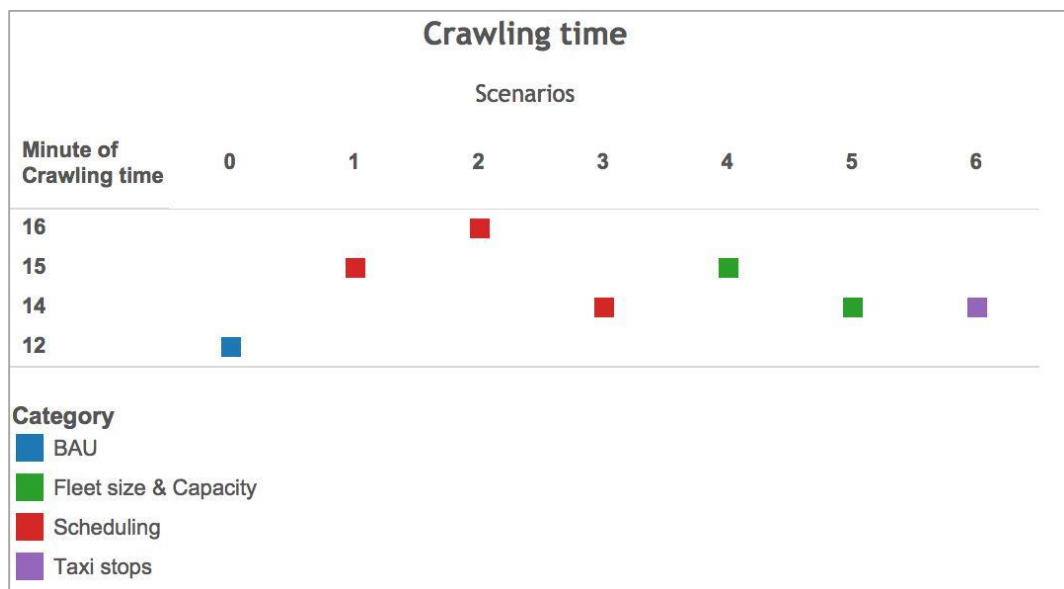 Crawling time
Scenarios
Minute of
Crawling time 0 1 2 3 4 5 6
16
15
14
12
Category
BAU
Fleet size & Capacity
Scheduling
Taxi stops